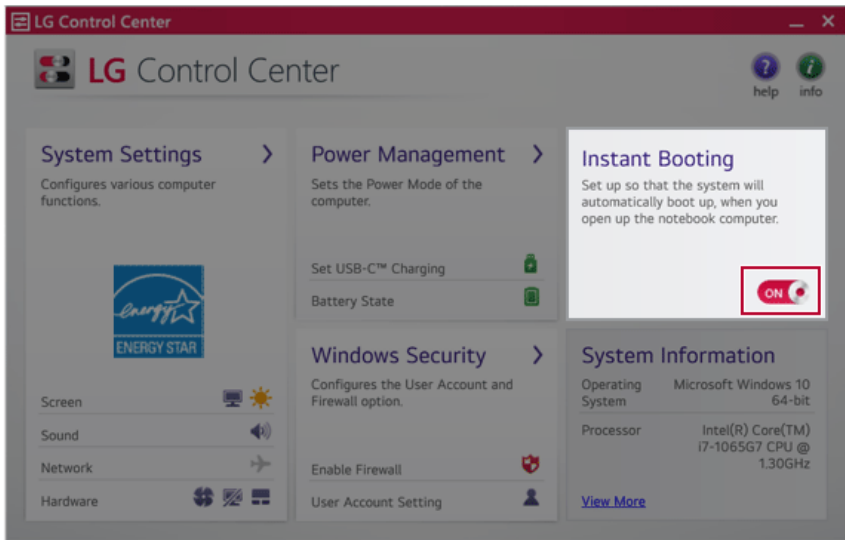 LG Control Center
LG Control Center
help
info
System Settings
Configures various computer
functions.
energy
ENERGY STAR
Screen
Sound
Network
Hardware
Power Management
Sets the Power Mode of the
computer.
Set USB-C™ Charging
Battery State
Instant Booting
Set up so that the system will
automatically boot up, when you
open up the notebook computer.
ON
Windows Security
Configures the User Account and
Firewall option.
Enable Firewall
User Account Setting
System Information
Operating
System
Microsoft Windows 10
64-bit
Processor
Intel(R) Core(TM)
i7-1065G7 CPU @
1.30GHz
View More